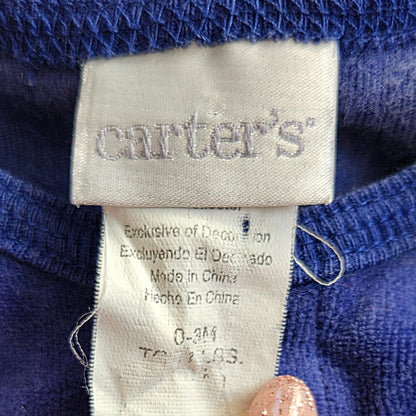 carter's®
Exclusive of Decoration
Excluyendo El Decorado
Made in China
Hecho En China
0-3M